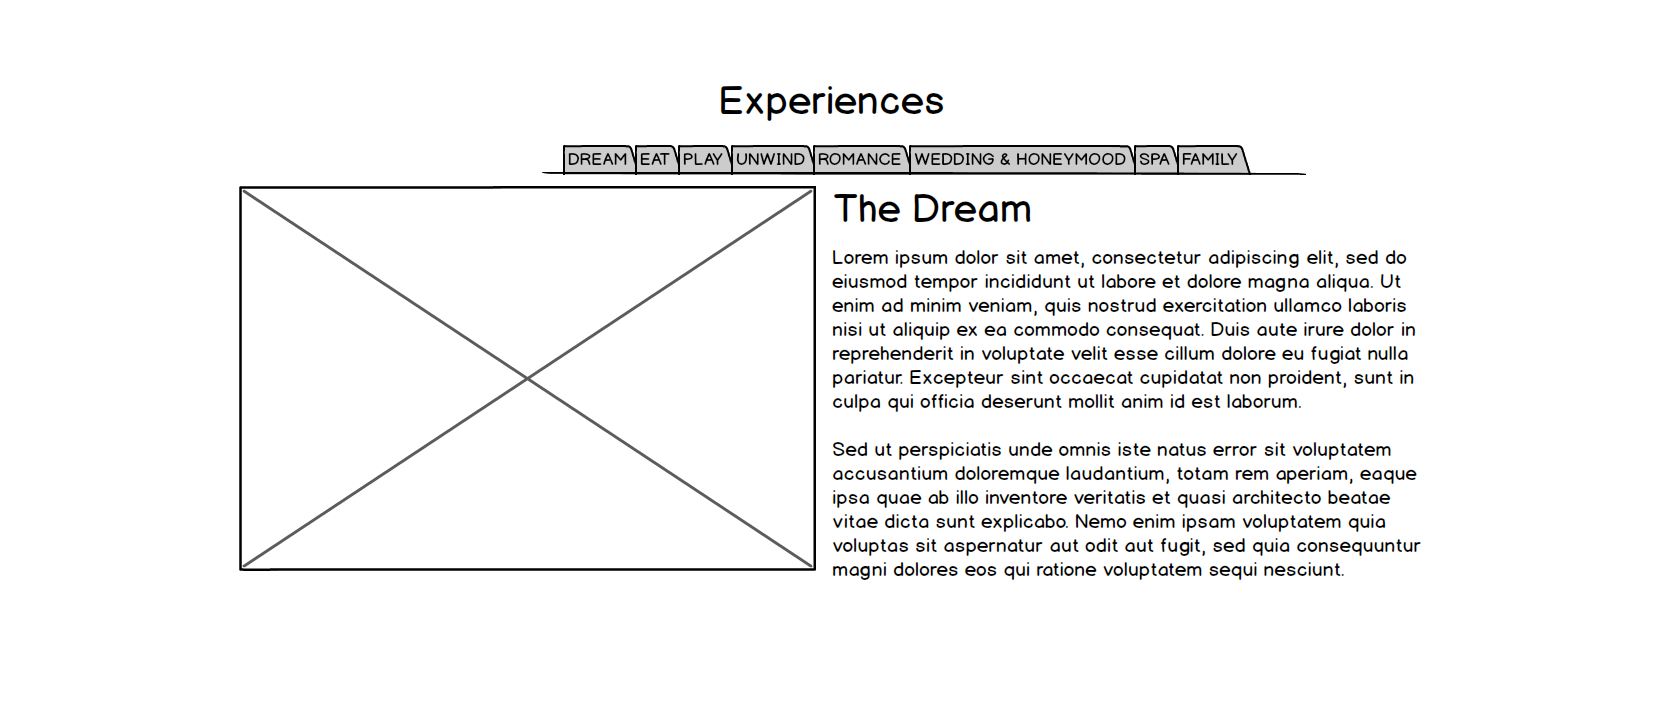 Experiences
DREAM EAT PLAY UNWIND ROMANCE WEDDING & HONEYMOOD SPA FAMILY
The Dream
Lorem ipsum dolor sit amet, consectetur adipiscing elit, sed do
eiusmod tempor incididunt ut labore et dolore magna aliqua. Ut
enim ad minim veniam, quis nostrud exercitation ullamco laboris
nisi ut aliquip ex ea commodo consequat. Duis aute irure dolor in
reprehenderit in voluptate velit esse cillum dolore eu fugiat nulla
pariatur. Excepteur sint occaecat cupidatat non proident, sunt in
culpa qui officia deserunt mollit anim id est laborum.
Sed ut perspiciatis unde omnis iste natus error sit voluptatem
accusantium doloremque laudantium, totam rem aperiam, eaque
ipsa quae ab illo inventore veritatis et quasi architecto beatae
vitae dicta sunt explicabo. Nemo enim ipsam voluptatem quia
voluptas sit aspernatur aut odit aut fugit, sed quia consequuntur
magni dolores eos qui ratione voluptatem sequi nesciunt.